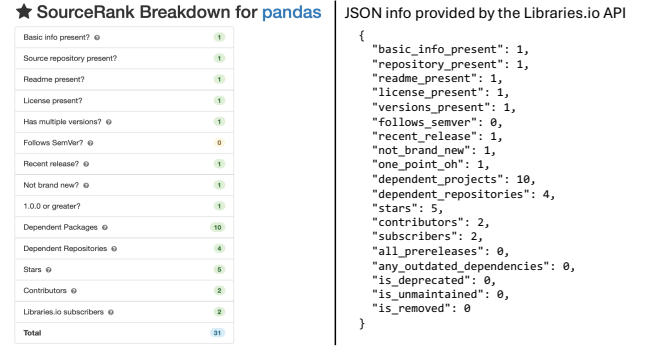 ★ SourceRank Breakdown for pandas
Basic info present? 1
Source repository present? 1
Readme present? 1
License present? 1
Has multiple versions? 1
Follows SemVer? 0
Recent release? 1
Not brand new? 1
1.0.0 or greater? 1
Dependent Packages 10
Dependent Repositories 4
Stars 5
Contributors 2
Libraries.io subscribers 2
Total 31
JSON info provided by the Libraries.io API
{
"basic_info_present": 1,
"repository_present": 1,
"readme_present": 1,
"license_present": 1,
"versions_present": 1,
"follows_semver": 0,
"recent_release": 1,
"not_brand_new": 1,
"one_point_oh": 1,
"dependent_projects": 10,
"dependent_repositories": 4,
"stars": 5,
"contributors": 2,
"subscribers": 2,
"all_prereleases": 0,
"any_outdated_dependencies": 0,
"is_deprecated": 0,
"is_unmaintained": 0,
"is_removed": 0
}